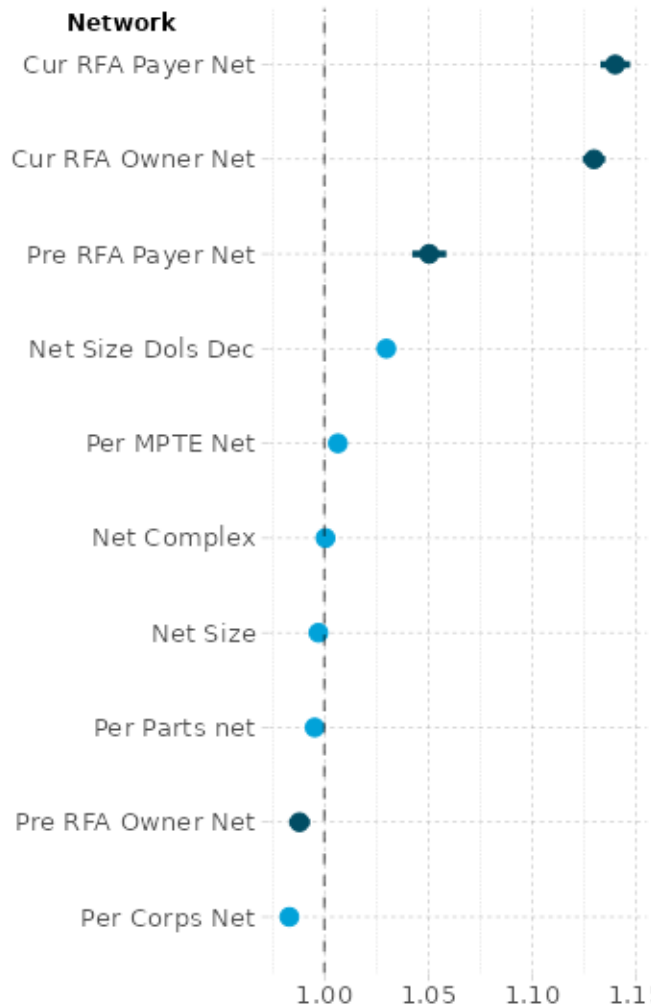 Network
Cur RFA Payer Net
Cur RFA Owner Net
Pre RFA Payer Net
Net Size Dols Dec
Per MPTE Net
Net Complex
Net Size
Per Parts net
Pre RFA Owner Net
Per Corps Net
1.00 1.05 1.10